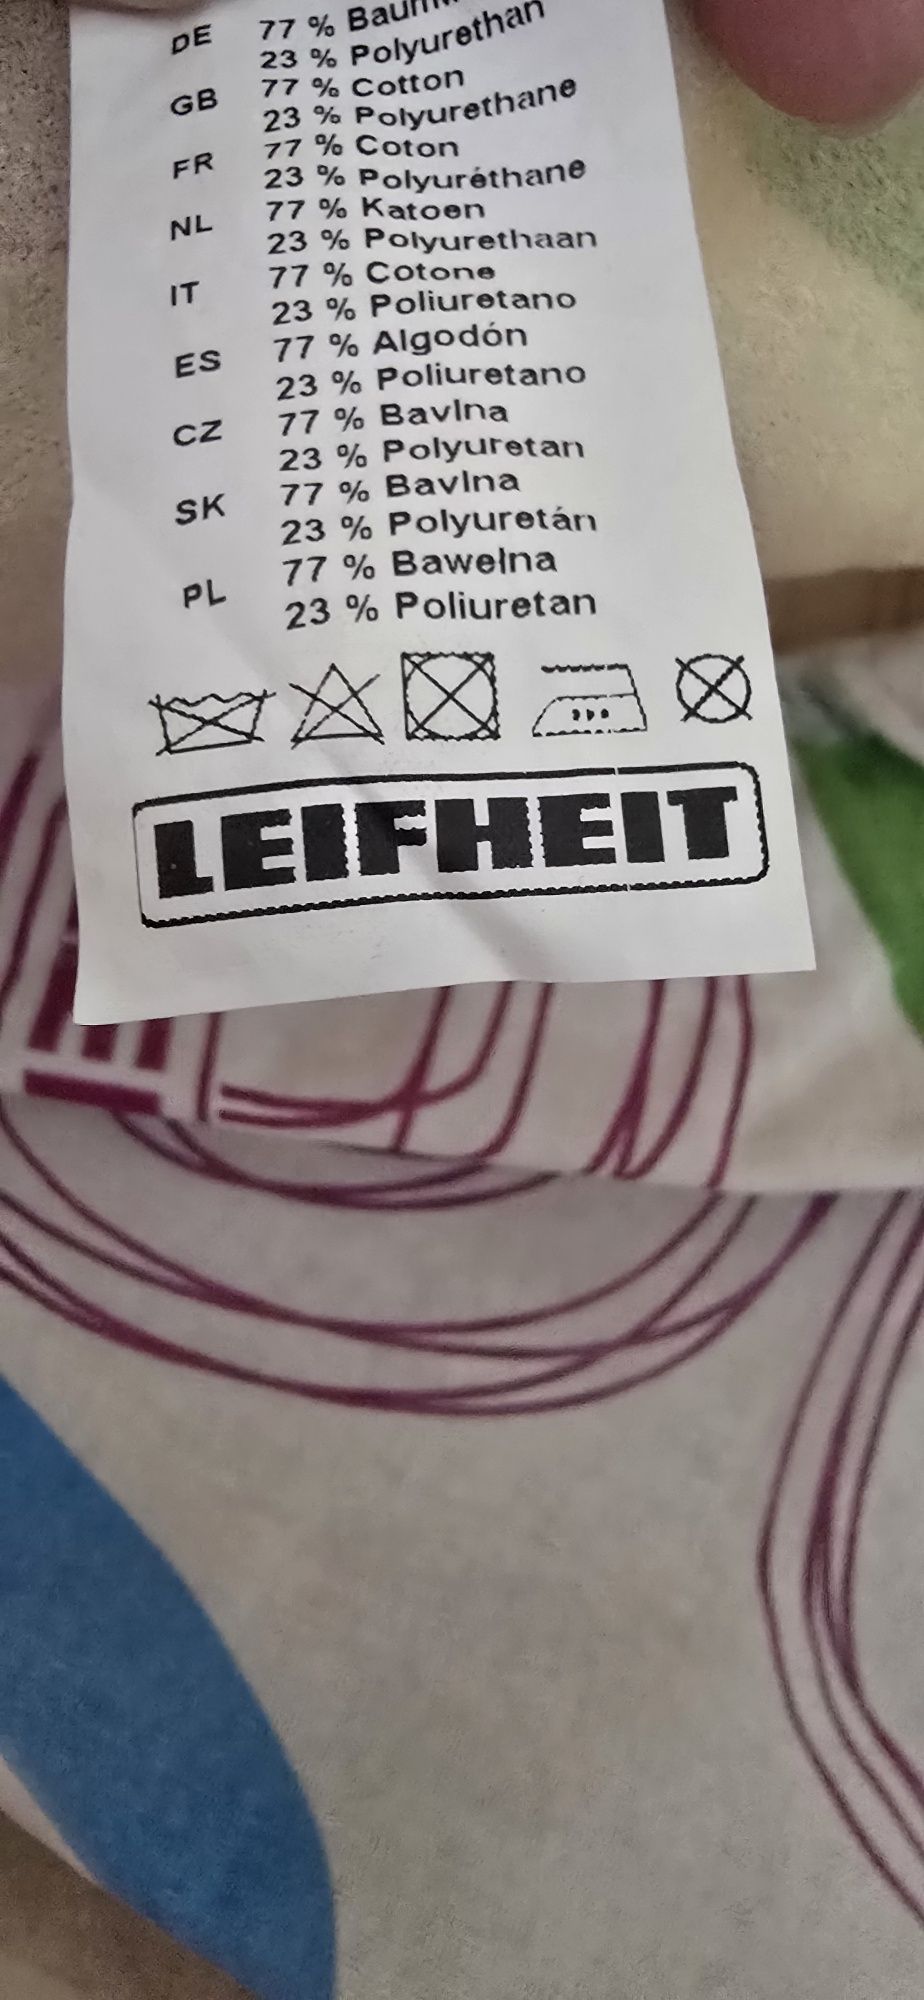 DE 77 %
23 % Polyurethan
GB 77 % Cotton
23 % Polyurethane
FR 77 % Coton
23 % Polyuréthane
NL 77 % Katoen
23 % Polyurethaan
IT 77 % Cotone
23 % Poliuretano
ES 77 % Algodón
23 % Poliuretano
CZ 77 % Bavlna
23 % Polyuretan
SK 77 % Bavlna
23 % Polyuretán
PL 77 % Bawełna
23 % Poliuretan
LEIFHEIT